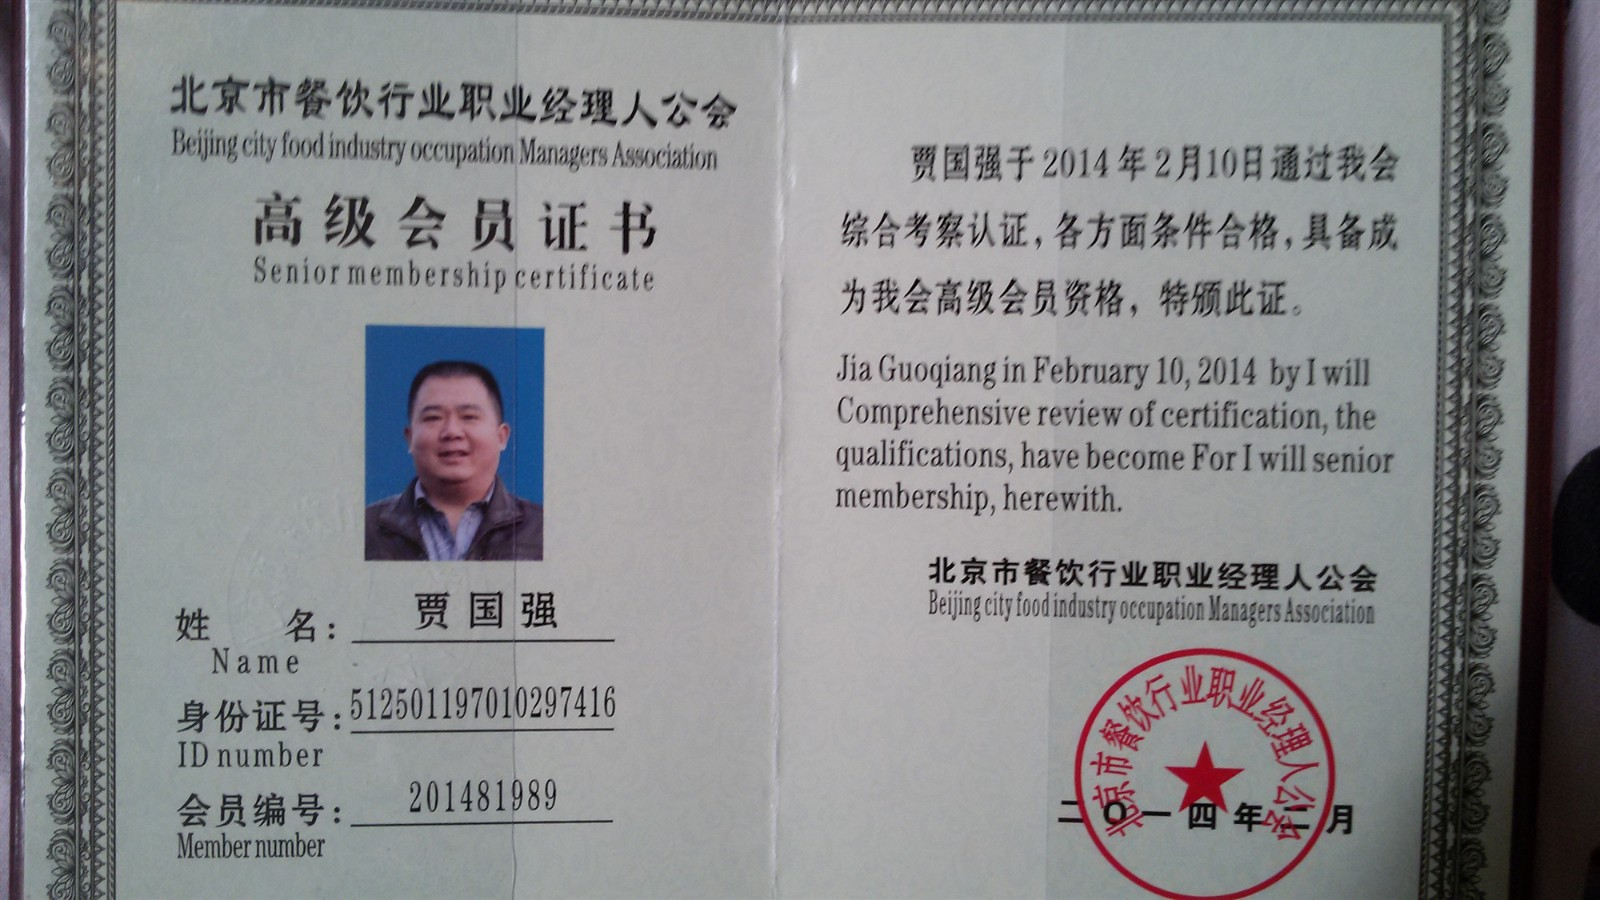 北京市餐饮行业职业经理人公会
Beijing city food industry occupation Managers Association
高级会员证书
Senior membership certificate
姓 名：贾国强
Name
身份证号：512501197010297416
ID number
会员编号：201481989
Member number
贾国强于2014年2月10日通过我会
综合考察认证，各方面条件合格，具备成
为我会高级会员资格，特颁此证。
Jia Guoqiang in February 10, 2014 by I will
Comprehensive review of certification, the
qualifications, have become For I will senior
membership, herewith.
北京市餐饮行业职业经理人公会
Beijing city food industry occupation Managers Association
北京市餐饮行业职业经理人公会
二〇一四年二月